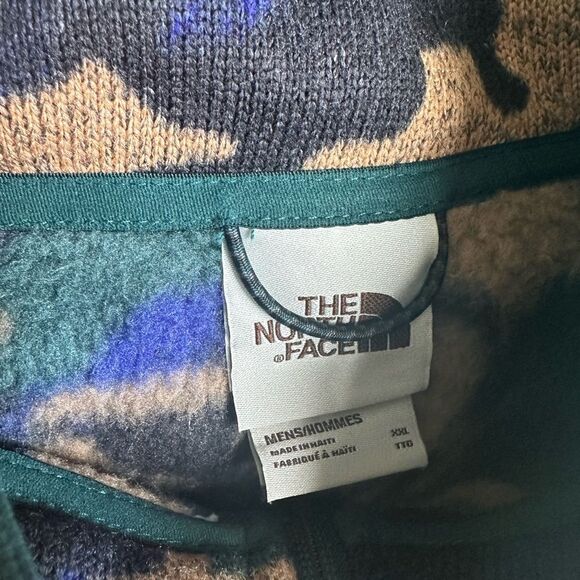 THE
NORTH
® FACE
MENS/HOMMES XXL
MADE IN HAITI
FABRIQUÉ À HAÏTI TTG